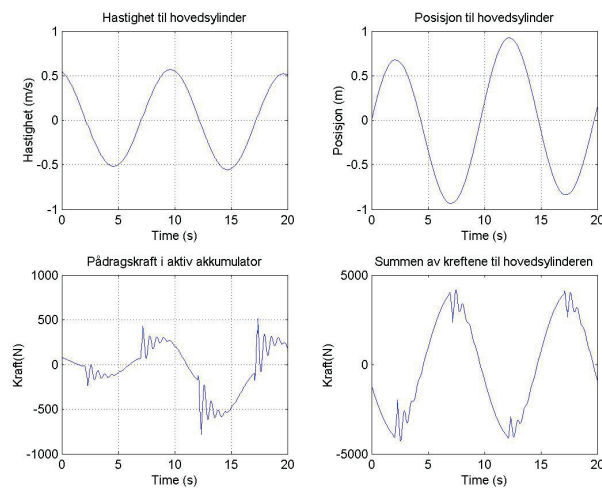 Hastighet til hovedsylinder
1
0.5
0
-0.5
-1
Hastighet (m/s)
0 5 10 15 20
Time (s)
Posisjon til hovedsylinder
1
0.5
0
-0.5
-1
Posisjon (m)
0 5 10 15 20
Time (s)
Pådragskraft i aktiv akkumulator
1000
500
0
-500
-1000
Kraft(N)
0 5 10 15 20
Time (s)
Summen av kreftene til hovedsylinderen
5000
0
-5000
Kraft(N)
0 5 10 15 20
Time (s)